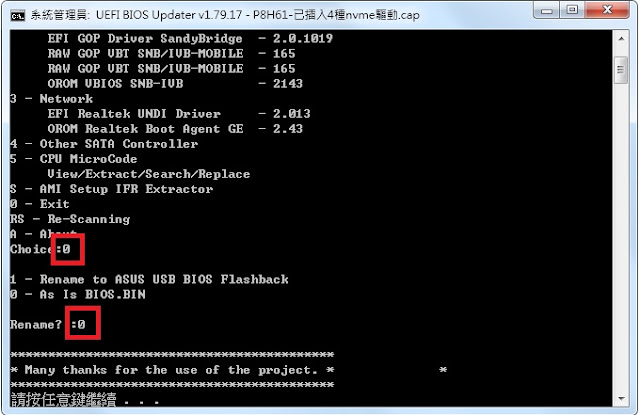 系統管理員: UEFI BIOS Updater v1.79.17 - P8H61-已插入4種nvme驅動.cap
EFI GOP Driver SandyBridge - 2.0.1019
RAW GOP VBT SNB/IVB-MOBILE - 165
RAW GOP VBT SNB/IVB-MOBILE - 165
OROM VBIOS SNB-IVB - 2143
3 - Network
EFI Realtek UNDI Driver - 2.013
OROM Realtek Boot Agent GE - 2.43
4 - Other SATA Controller
5 - CPU MicroCode
View/Extract/Search/Replace
S - AMI Setup IFR Extractor
0 - Exit
RS - Re-Scanning
A - About
Choice:0
1 - Rename to ASUS USB BIOS Flashback
0 - As Is BIOS.BIN
Rename? :0
*******************************************
* Many thanks for the use of the project. * *
*******************************************
請按任意鍵繼續 . . .